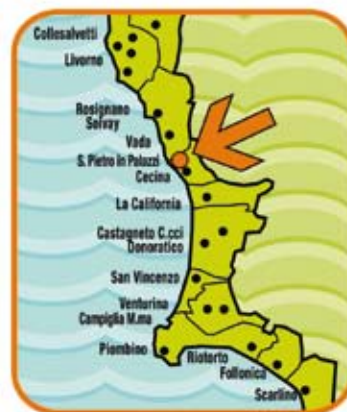 Collesalvetti
Livorno
Rosignano
Solvay
Vada
S. Pietro in Palazzi
Cecina
La California
Castagneto C.cci
Donoratico
San Vincenzo
Venturina
Campiglia M.ma
Piombino
Riotorto
Follonica
Scarlino